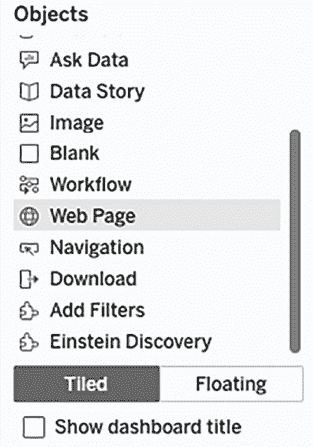 Objects
Ask Data
Data Story
Image
Blank
Workflow
Web Page
Navigation
Download
Add Filters
Einstein Discovery
Tiled Floating
Show dashboard title